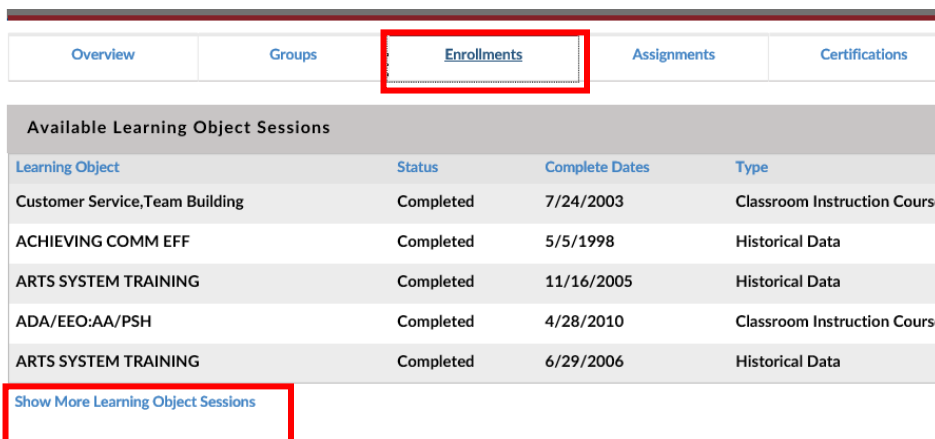 Overview Groups Enrollments Assignments Certifications
Available Learning Object Sessions
Learning Object Status Complete Dates Type
Customer Service,Team Building Completed 7/24/2003 Classroom Instruction Cours
ACHIEVING COMM EFF Completed 5/5/1998 Historical Data
ARTS SYSTEM TRAINING Completed 11/16/2005 Historical Data
ADA/EEO:AA/PSH Completed 4/28/2010 Classroom Instruction Cours
ARTS SYSTEM TRAINING Completed 6/29/2006 Historical Data
Show More Learning Object Sessions